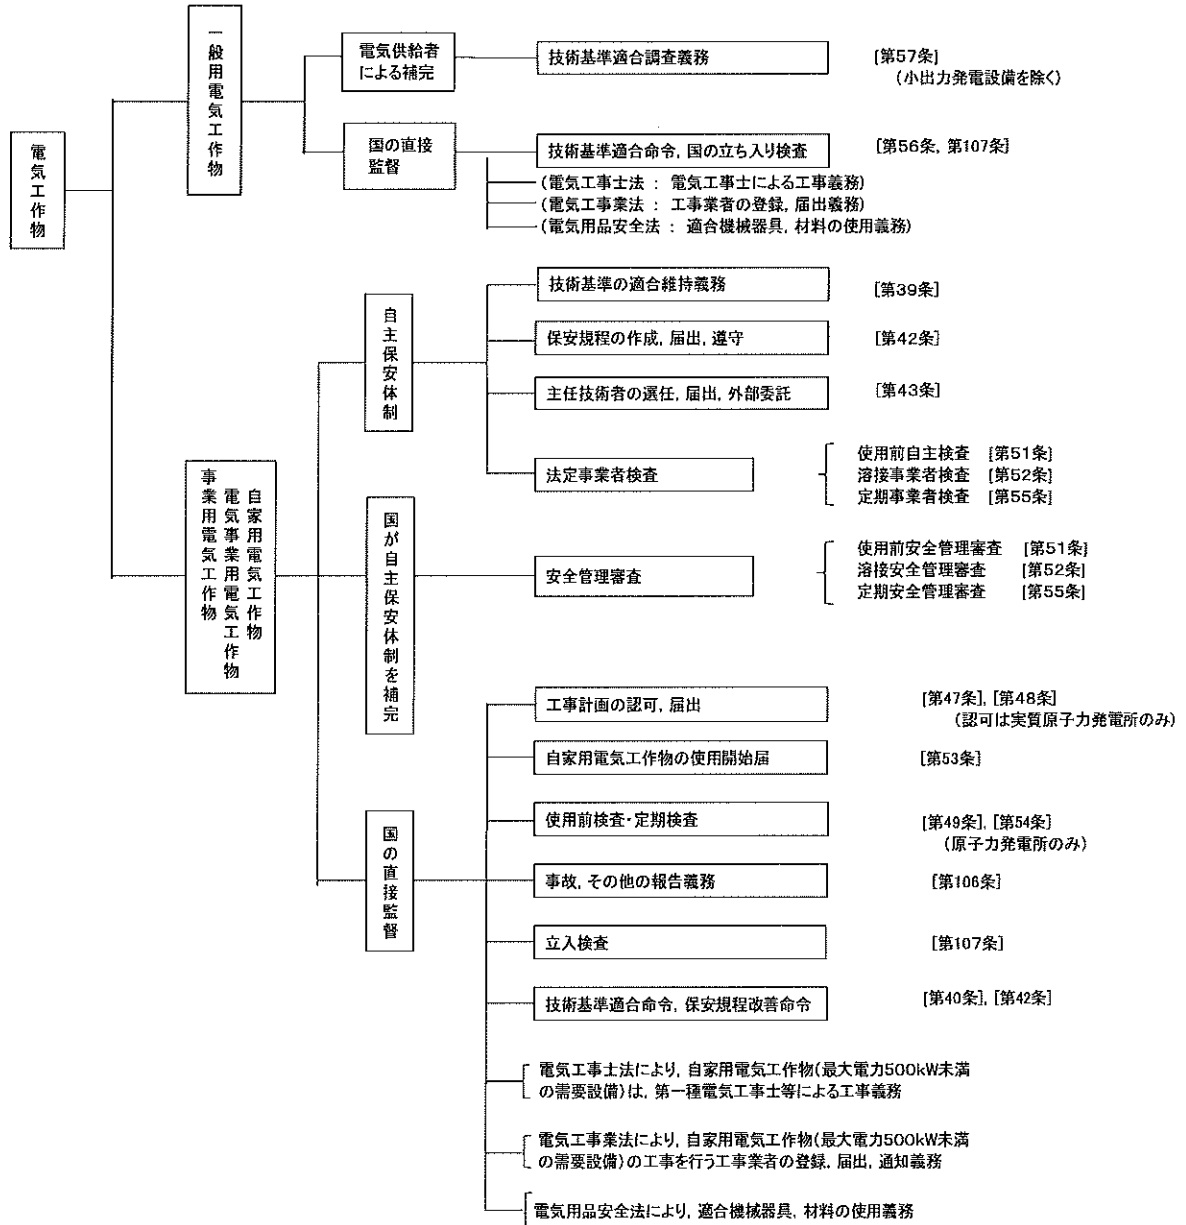 電気工作物
一般用電気工作物
電気供給者
による補完
技術基準適合調査義務
[第57条]
(小出力発電設備を除く)
国の直接
監督
技術基準適合命令, 国の立ち入り検査
[第56条, 第107条]
(電気工事士法 : 電気工事士による工事義務)
(電気工事業法 : 工事業者の登録, 届出義務)
(電気用品安全法 : 適合機械器具, 材料の使用義務)
自家用電気工作物
電気事業用電気工作物
事業用電気工作物
自主保安体制
技術基準の適合維持義務
[第39条]
保安規程の作成, 届出, 遵守
[第42条]
主任技術者の選任, 届出, 外部委託
[第43条]
法定事業者検査
使用前自主検査 [第51条]
溶接事業者検査 [第52条]
定期事業者検査 [第55条]
国が自主保安体制を補完
安全管理審査
使用前安全管理審査 [第51条]
溶接安全管理審査 [第52条]
定期安全管理審査 [第55条]
国の直接監督
工事計画の認可, 届出
[第47条], [第48条]
(認可は実質原子力発電所のみ)
自家用電気工作物の使用開始届
[第53条]
使用前検査・定期検査
[第49条], [第54条]
(原子力発電所のみ)
事故, その他の報告義務
[第106条]
立入検査
[第107条]
技術基準適合命令, 保安規程改善命令
[第40条], [第42条]
電気工事士法により, 自家用電気工作物(最大電力500kW未満
の需要設備)は, 第一種電気工事士等による工事義務
電気工事業法により, 自家用電気工作物(最大電力500kW未満
の需要設備)の工事を行う工事業者の登録, 届出, 通知義務
電気用品安全法により, 適合機械器具, 材料の使用義務